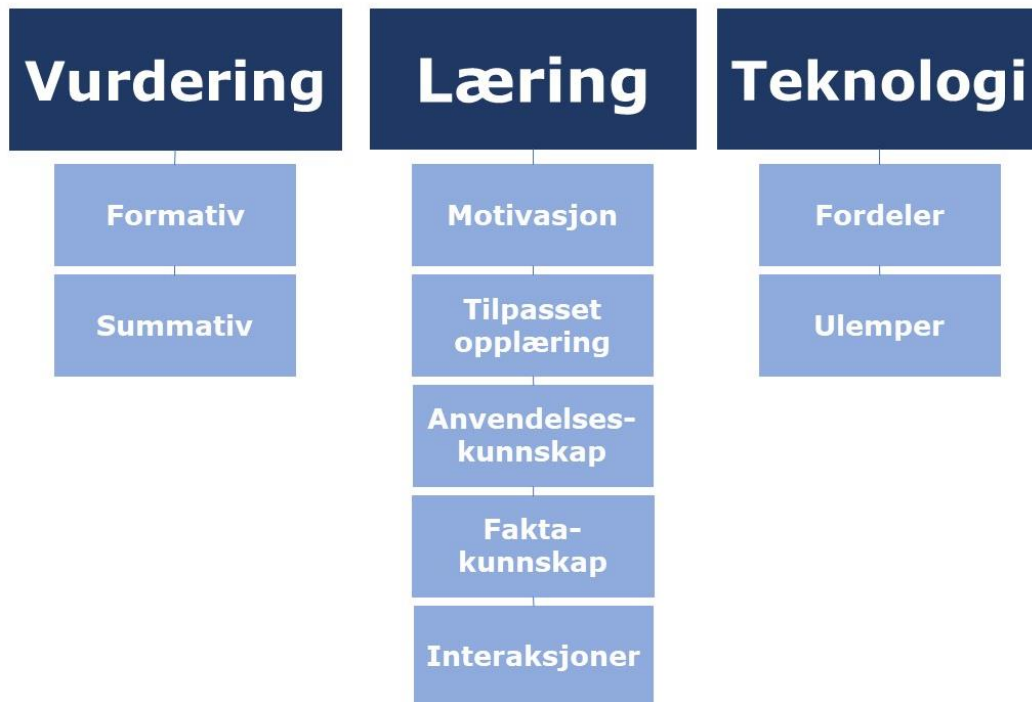 Vurdering
Formativ
Summativ
Læring
Motivasjon
Tilpasset
opplæring
Anvendelses-
kunnskap
Fakta-
kunnskap
Interaksjoner
Teknologi
Fordeler
Ulemper